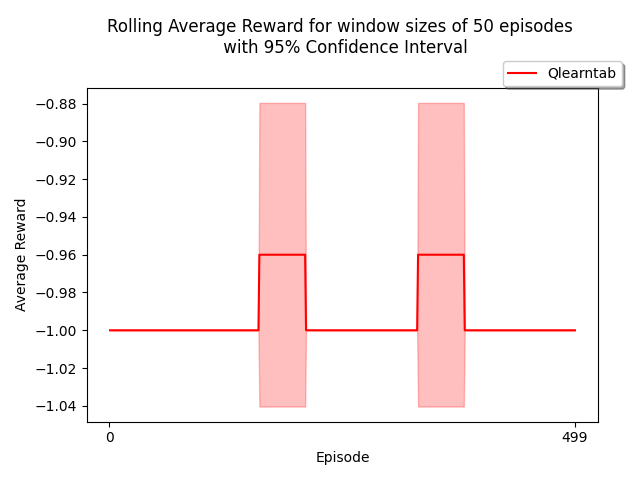 Rolling Average Reward for window sizes of 50 episodes
with 95% Confidence Interval
Qlearntab
−0.88
−0.90
−0.92
−0.94
−0.96
−0.98
−1.00
−1.02
−1.04
Average Reward
0
499
Episode